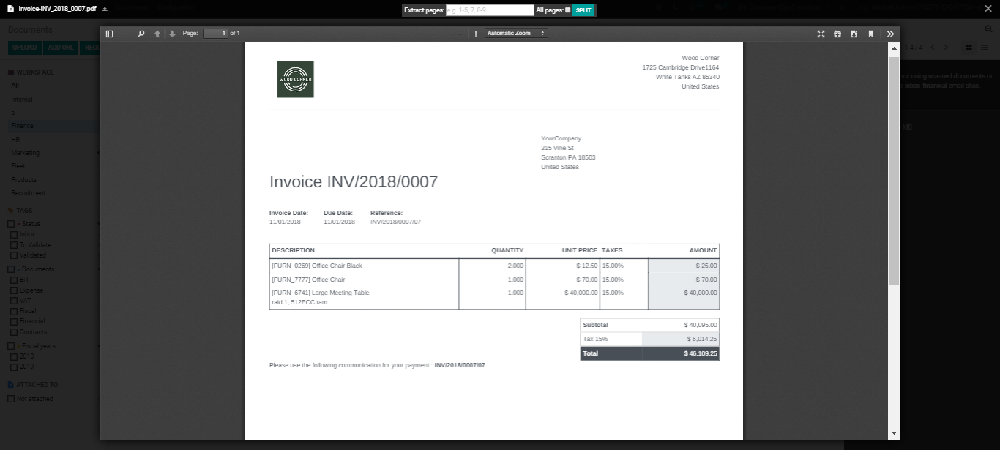 Invoice-INV_2018_0007.pdf
Extract pages: e.g. 1-5, 7, 8-9 All pages: SPLIT
Documents
UPLOAD ADD URL REQU
1-4 / 4
WORKSPACE
All
Internal
a
Finance
HR
Marketing
Fleet
Products
Recruitment
TAGS
Status
Inbox
To Validate
Validated
Documents
Bill
Expense
VAT
Fiscal
Financial
Contracts
Fiscal years
2018
2019
ATTACHED TO
Not attached
Page: 1 of 1
Automatic Zoom
WOOD CORNER
Wood Corner
1725 Cambridge Drive1164
White Tanks AZ 85340
United States
YourCompany
215 Vine St
Scranton PA 18503
United States
Invoice INV/2018/0007
Invoice Date: Due Date: Reference:
11/01/2018 11/01/2018 INV/2018/0007/07
DESCRIPTION QUANTITY UNIT PRICE TAXES AMOUNT
[FURN_0269] Office Chair Black 2.000 $ 12.50 15.00% $ 25.00
[FURN_7777] Office Chair 1.000 $ 70.00 15.00% $ 70.00
[FURN_6741] Large Meeting Table 1.000 $ 40,000.00 15.00% $ 40,000.00
raid 1, 512ECC ram
Subtotal $ 40,095.00
Tax 15% $ 6,014.25
Total $ 46,109.25
Please use the following communication for your payment : INV/2018/0007/07
using scanned documents or
inbox-financial email alias.
MB